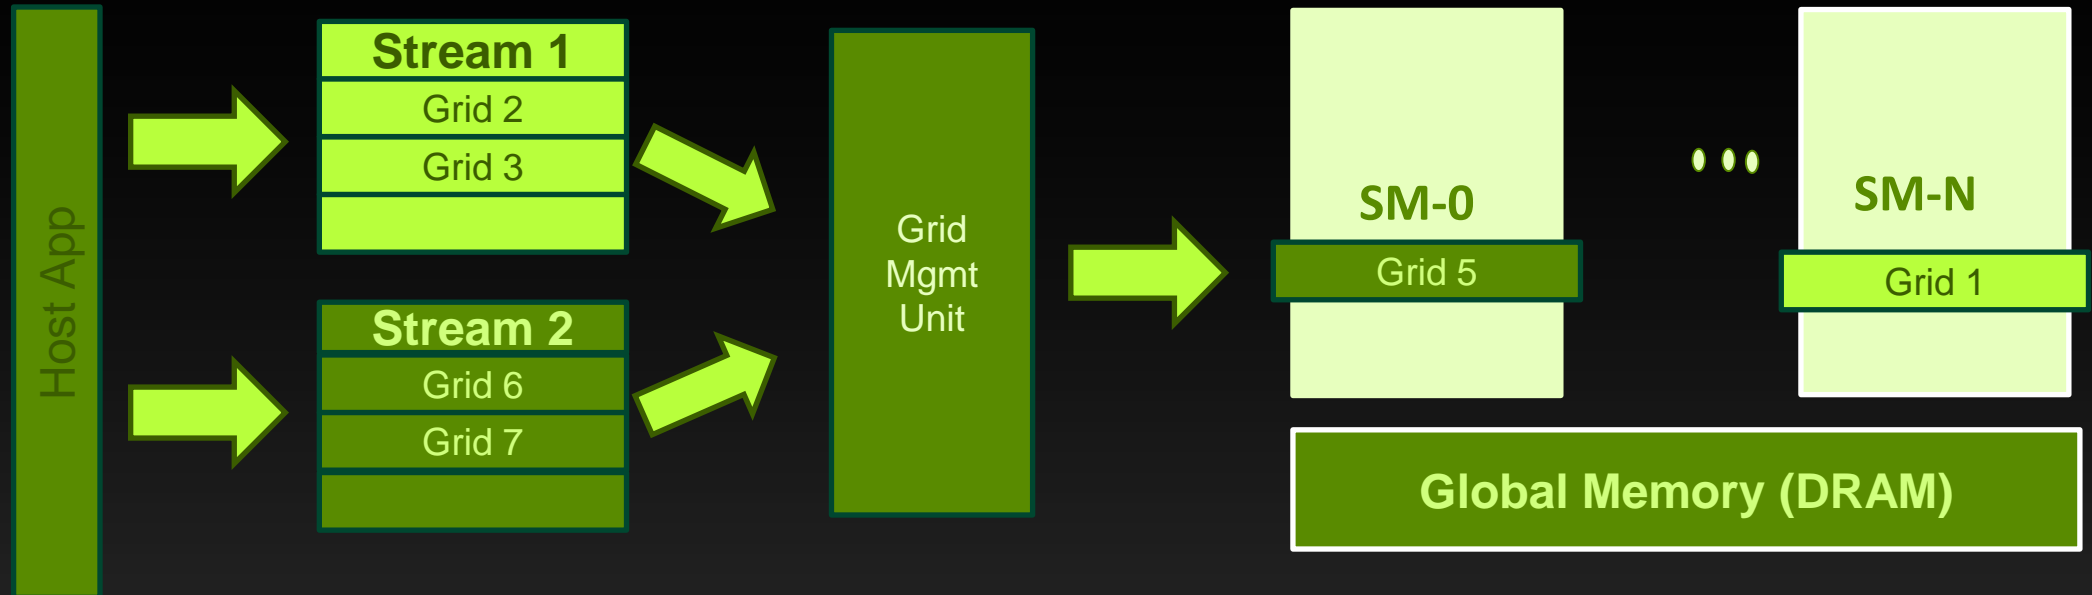 Host App
Stream 1
Grid 2
Grid 3
Stream 2
Grid 6
Grid 7
Grid
Mgmt
Unit
SM-0
Grid 5
SM-N
Grid 1
Global Memory (DRAM)